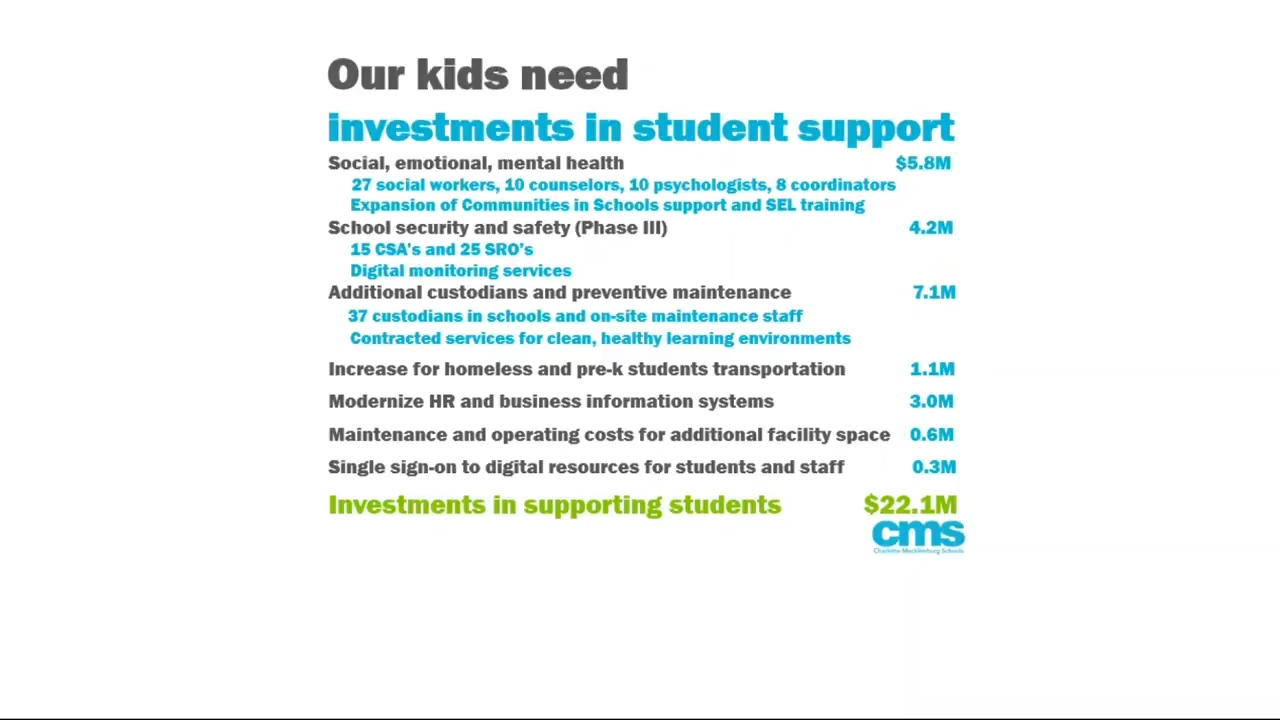 Our kids need
investments in student support
Social, emotional, mental health $5.8M
27 social workers, 10 counselors, 10 psychologists, 8 coordinators
Expansion of Communities in Schools support and SEL training
School security and safety (Phase III) 4.2M
15 CSA's and 25 SRO's
Digital monitoring services
Additional custodians and preventive maintenance 7.1M
37 custodians in schools and on-site maintenance staff
Contracted services for clean, healthy learning environments
Increase for homeless and pre-k students transportation 1.1M
Modernize HR and business information systems 3.0M
Maintenance and operating costs for additional facility space 0.6M
Single sign-on to digital resources for students and staff 0.3M
Investments in supporting students $22.1M
cms
Charlotte-Mecklenburg Schools